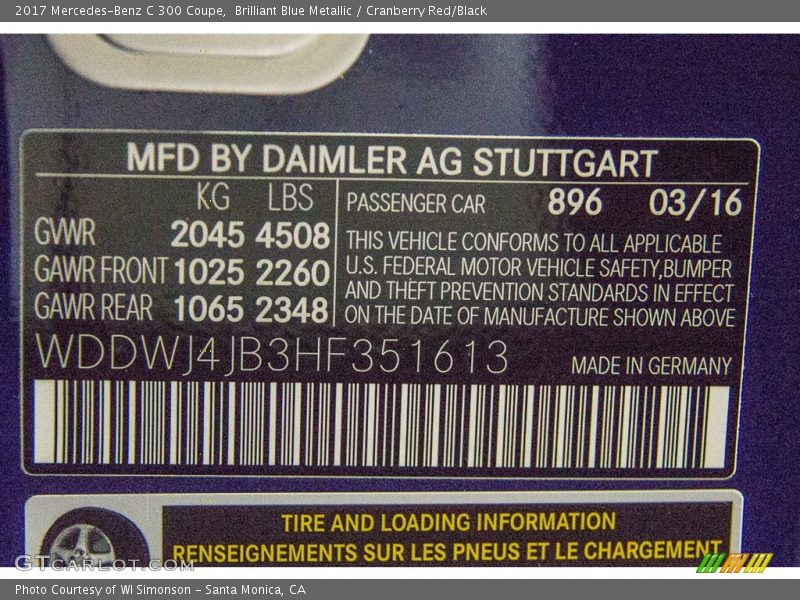 2017 Mercedes-Benz C 300 Coupe,  Brilliant Blue Metallic / Cranberry Red/Black
MFD BY DAIMLER AG STUTTGART
KG LBS
GVWR 2045 4508
GAWR FRONT 1025 2260
GAWR REAR 1065 2348
PASSENGER CAR 896 03/16
THIS VEHICLE CONFORMS TO ALL APPLICABLE
U.S. FEDERAL MOTOR VEHICLE SAFETY,BUMPER
AND THEFT PREVENTION STANDARDS IN EFFECT
ON THE DATE OF MANUFACTURE SHOWN ABOVE
WDDWJ4JB3HF351613
MADE IN GERMANY
TIRE AND LOADING INFORMATION
RENSEIGNEMENTS SUR LES PNEUS ET LE CHARGEMENT
GTCarLot.com
Photo Courtesy of WI Simonson - Santa Monica, CA